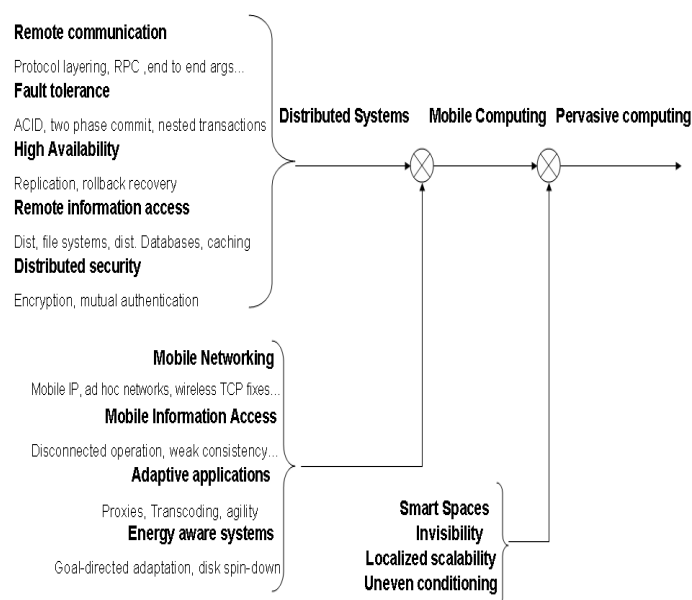 Remote communication
Protocol layering, RPC ,end to end args...
Fault tolerance
ACID, two phase commit, nested transactions
High Availability
Replication, rollback recovery
Remote information access
Dist, file systems, dist. Databases, caching
Distributed security
Encryption, mutual authentication
Distributed Systems
Mobile Computing
Pervasive computing
Mobile Networking
Mobile IP, ad hoc networks, wireless TCP fixes...
Mobile Information Access
Disconnected operation, weak consistency...
Adaptive applications
Proxies, Transcoding, agility
Energy aware systems
Goal-directed adaptation, disk spin-down
Smart Spaces
Invisibility
Localized scalability
Uneven conditioning